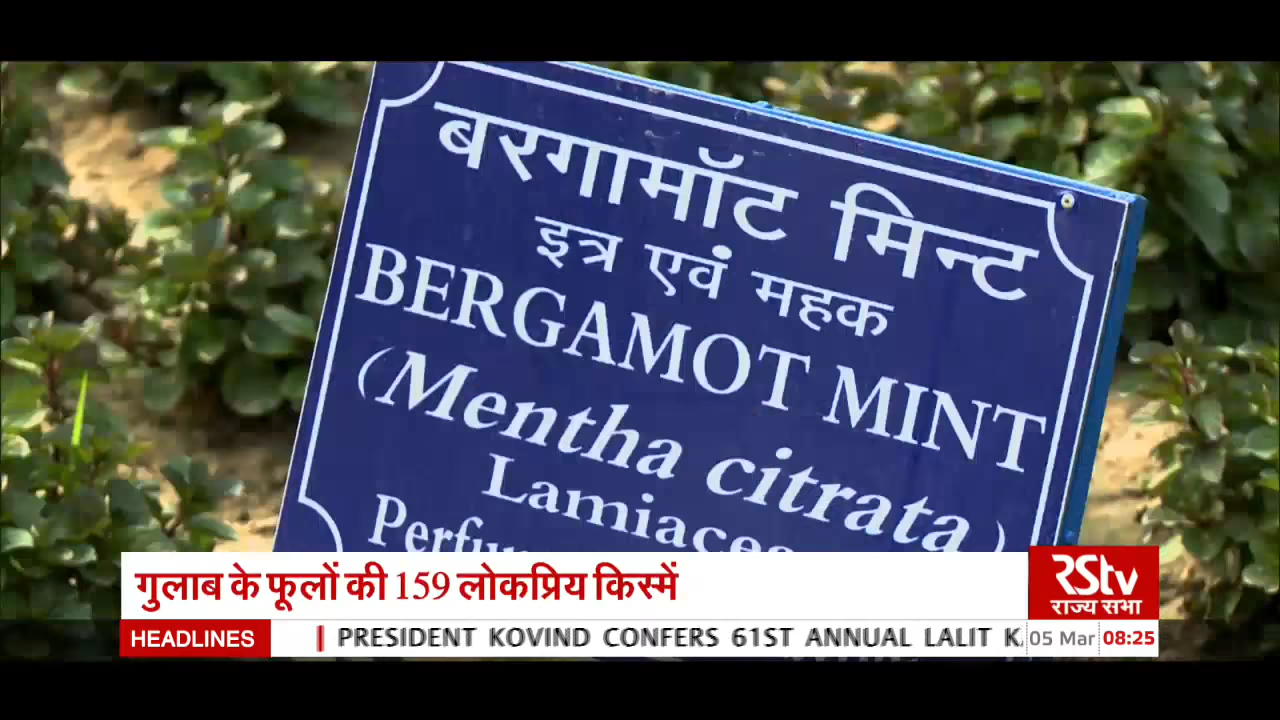 बरगामॉट मिन्ट
इत्र एवं महक
BERGAMOT MINT
(Mentha citrata)
गुलाब के फूलों की 159 लोकप्रिय किस्में
RStv
राज्य सभा
HEADLINES
PRESIDENT KOVIND CONFERS 61ST ANNUAL LALIT
05 Mar 08:25